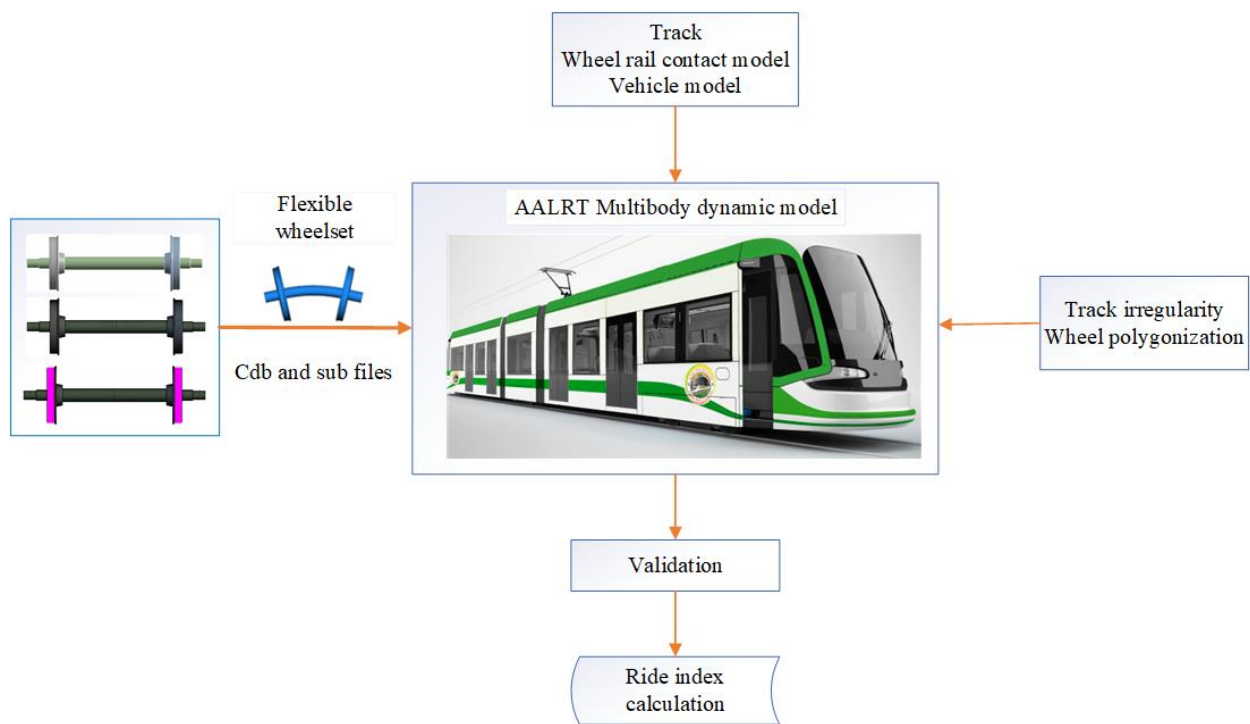 Track
Wheel rail contact model
Vehicle model
AALRT Multibody dynamic model
Flexible
wheelset
Cdb and sub files
Track irregularity
Wheel polygonization
Validation
Ride index
calculation